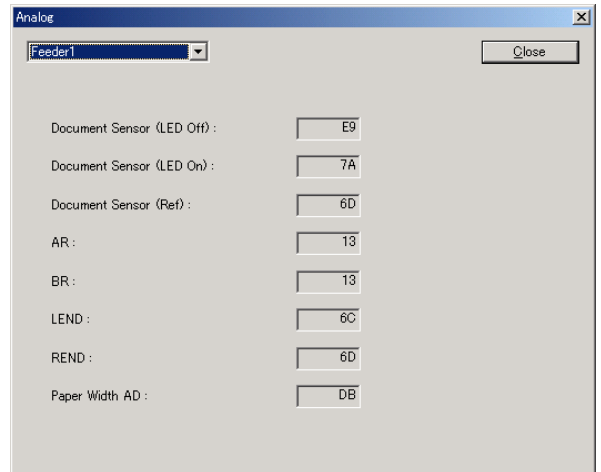 Analog
Feeder1 Close
Document Sensor (LED Off) : E9
Document Sensor (LED On) : 7A
Document Sensor (Ref) : 6D
AR : 13
BR : 13
LEND : 6C
REND : 6D
Paper Width AD : DB